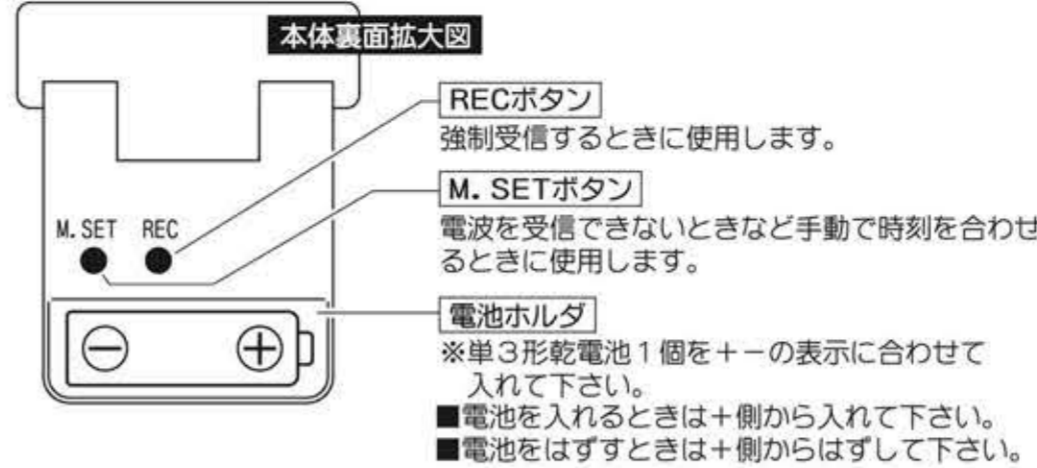 本体裏面拡大図
RECボタン
強制受信するときに使用します。
M. SETボタン
電波を受信できないときなど手動で時刻を合わせ
るときに使用します。
M. SET REC
電池ホルダ
※単3形乾電池1個を+-の表示に合わせて
入れて下さい。
■電池を入れるときは+側から入れて下さい。
■電池をはずすときは+側からはずして下さい。